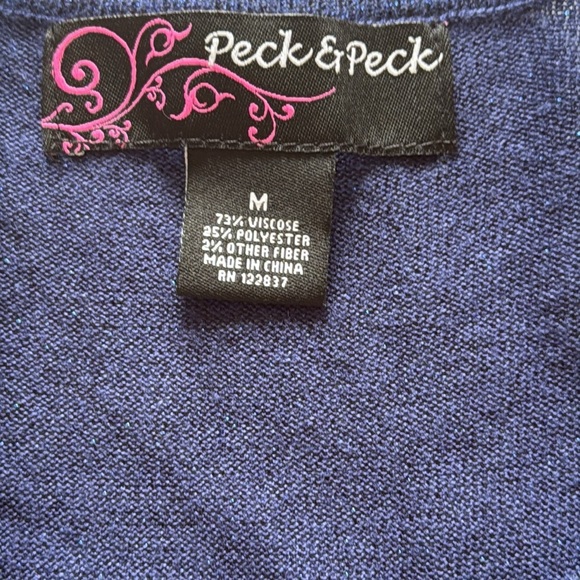 Peck & Peck
M
73% VISCOSE
25% POLYESTER
2% OTHER FIBER
MADE IN CHINA
RN 122837